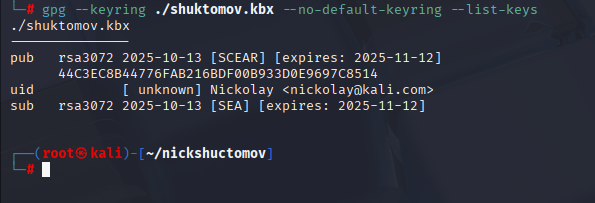 └─# gpg --keyring ./shuktomov.kbx --no-default-keyring --list-keys
./shuktomov.kbx
---------------
pub   rsa3072 2025-10-13 [SCEAR] [expires: 2025-11-12]
      44C3EC8B44776FAB216BDF00B933D0E9697C8514
uid           [ unknown] Nickolay <nickolay@kali.com>
sub   rsa3072 2025-10-13 [SEA] [expires: 2025-11-12]
┌──(root㉿kali)-[~/nickshuctomov]
└─#